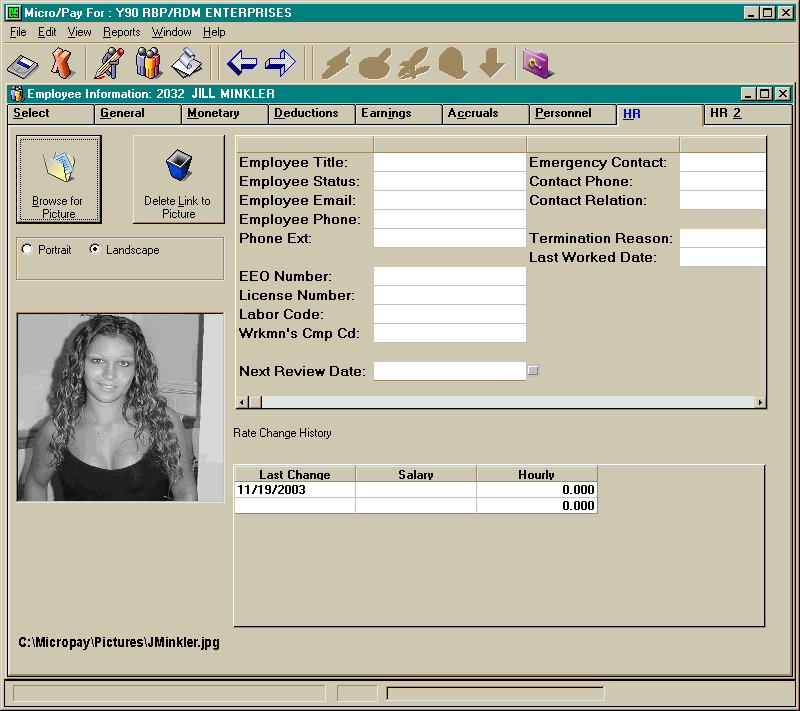 Micro/Pay For : Y90 RBP/RDM ENTERPRISES
File Edit View Reports Window Help
Employee Information: 2032 JILL MINKLER
Select General Monetary Deductions Earnings Accruals Personnel HR HR 2
Browse for
Picture
Delete Link to
Picture
Portrait Landscape
Employee Title: Emergency Contact:
Employee Status: Contact Phone:
Employee Email: Contact Relation:
Employee Phone:
Phone Ext: Termination Reason:
Last Worked Date:
EEO Number:
License Number:
Labor Code:
Wrkmn's Cmp Cd:
Next Review Date:
Rate Change History
Last Change Salary Hourly
11/19/2003 0.000
0.000
C:\Micropay\Pictures\JMinkler.jpg